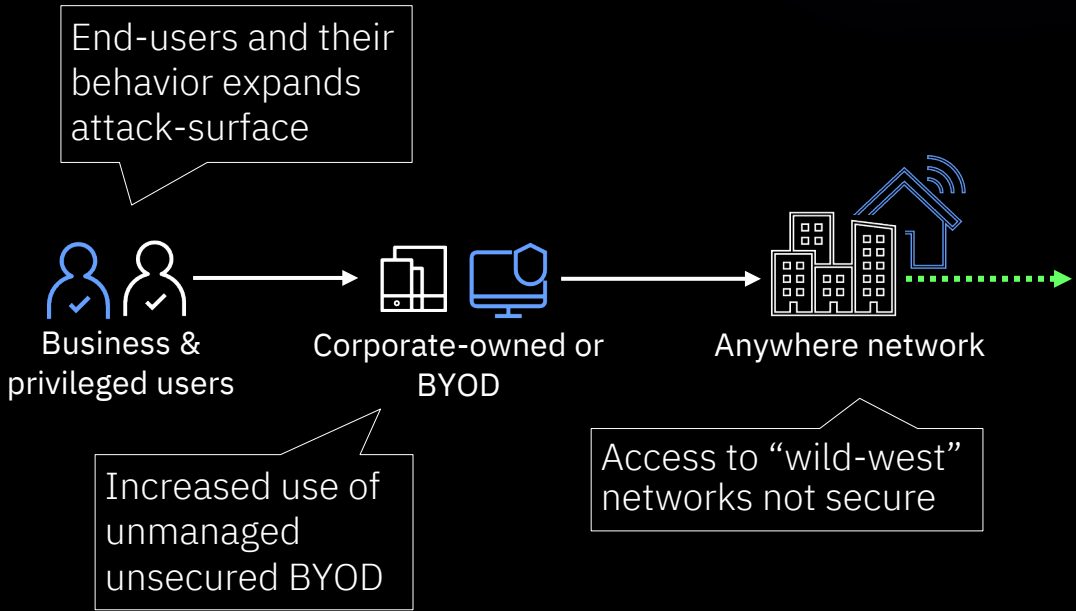 End-users and their
behavior expands
attack-surface
Business &
privileged users
Corporate-owned or
BYOD
Anywhere network
Increased use of
unmanaged
unsecured BYOD
Access to “wild-west”
networks not secure